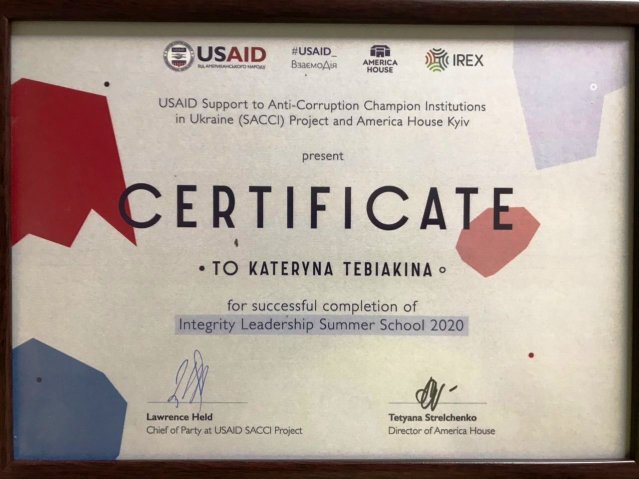 USAID
ВІД АМЕРИКАНСЬКОГО НАРОДУ
#USAID_
ВзаємоДія
AMERICA
HOUSE
IREX
USAID Support to Anti-Corruption Champion Institutions
in Ukraine (SACCI) Project and America House Kyiv
present
CERTIFICATE
• TO KATERYNA TEBIAKINA
for successful completion of
Integrity Leadership Summer School 2020
Lawrence Held
Chief of Party at USAID SACCI Project
Tetyana Strelchenko
Director of America House